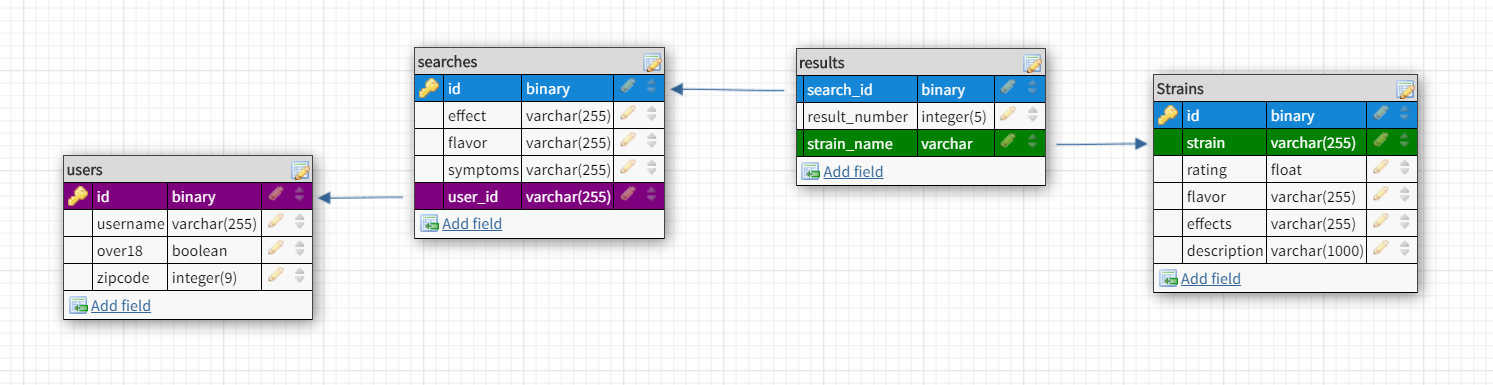 users
id binary
username varchar(255)
over18 boolean
zipcode integer(9)
Add field
searches
id binary
effect varchar(255)
flavor varchar(255)
symptoms varchar(255)
user_id varchar(255)
Add field
results
search_id binary
result_number integer(5)
strain_name varchar
Add field
Strains
id binary
strain varchar(255)
rating float
flavor varchar(255)
effects varchar(255)
description varchar(1000)
Add field